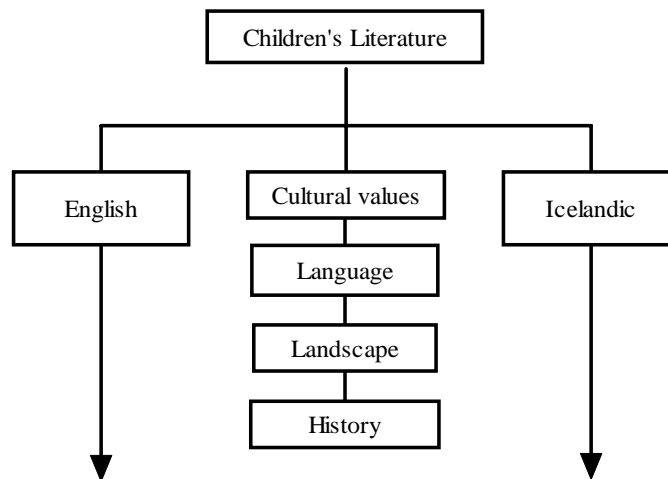 Children's Literature
English
Cultural values
Icelandic
Language
Landscape
History